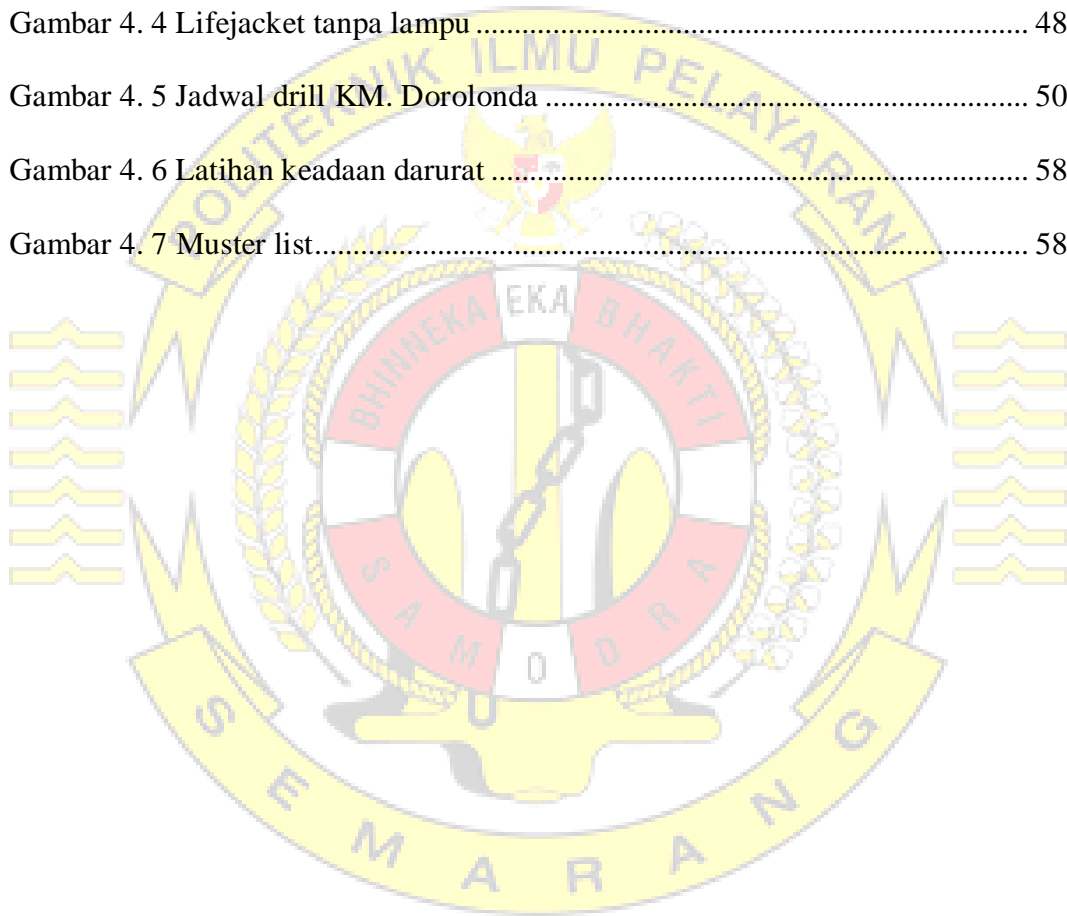 Gambar 4. 4 Lifejacket tanpa lampu ........................................................................ 48
POLITEKNIK ILMU PELAYARAN
Gambar 4. 5 Jadwal drill KM. Dorolonda ............................................................... 50
Gambar 4. 6 Latihan keadaan darurat ...................................................................... 58
Gambar 4. 7 Muster list............................................................................................. 58
BHINNEKA EKA BHAKTI
SAMODRA
SEMARANG